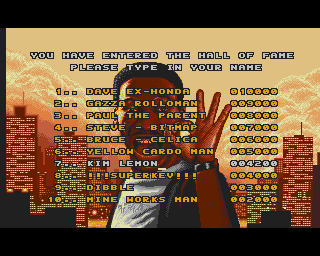 YOU HAVE ENTERED THE HALL OF FAME
PLEASE TYPE IN YOUR NAME
1.. DAVE EX-HONDA 010000
2.. GAZZA ROLLOMAN 009000
3.. PAUL THE PARENT 008000
4.. STEVE - BITMAP 007000
5.. BRUCE - CELICA 006000
6.. YELLOW CARDO MAN 005000
7.. KIM LEMON 004200
8.. !!!SUPERKEV!!! 004000
9.. DIBBLE 003000
.10.. MINE WORKS MAN 002000